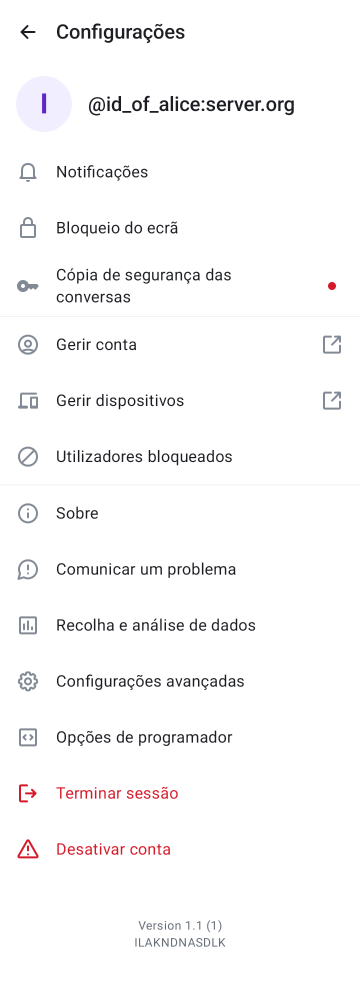 Configurações
I
@id_of_alice:server.org
Notificações
Bloqueio do ecrã
Cópia de segurança das
conversas
Gerir conta
Gerir dispositivos
Utilizadores bloqueados
Sobre
Comunicar um problema
Recolha e análise de dados
Configurações avançadas
Opções de programador
Terminar sessão
Desativar conta
Version 1.1 (1)
ILAKNDNASDLK